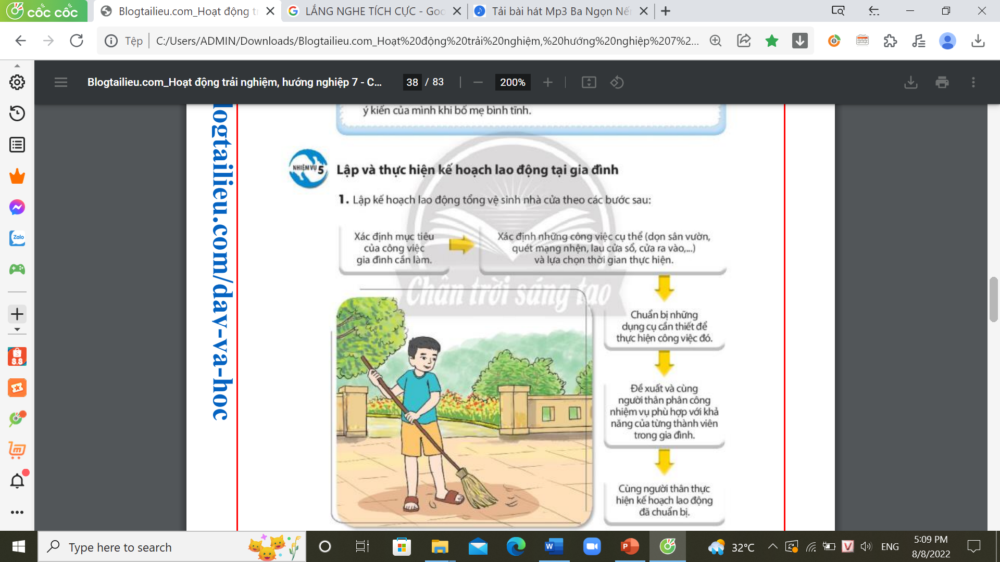 cốc cốc
Blogtailieu.com_Hoạt động tr
LẮNG NGHE TÍCH CỰC - Goo
Tải bài hát Mp3 Ba Ngọn Nến
Tệp
C:/Users/ADMIN/Downloads/Blogtailieu.com_Hoạt%20động%20trải%20nghiệm,%20hướng%20nghiệp%207%2...
Blogtailieu.com_Hoạt động trải nghiệm, hướng nghiệp 7 - C...
38 / 83
200%
logtailieu.com/day-va-hoc
ý kiến của mình khi bố mẹ bình tĩnh.
NHIỆM VỤ 5
Lập và thực hiện kế hoạch lao động tại gia đình
1. Lập kế hoạch lao động tổng vệ sinh nhà cửa theo các bước sau:
Xác định mục tiêu
của công việc
gia đình cần làm.
Xác định những công việc cụ thể (dọn sân vườn,
quét mạng nhện, lau cửa sổ, cửa ra vào,...)
và lựa chọn thời gian thực hiện.
Chân trời sáng tạo
Chuẩn bị những
dụng cụ cần thiết để
thực hiện công việc đó.
Đề xuất và cùng
người thân phân công
nhiệm vụ phù hợp với khả
năng của từng thành viên
trong gia đình.
Cùng người thân thực
hiện kế hoạch lao động
đã chuẩn bị.
Zalo
8.8
Type here to search
32°C
ENG
5:09 PM
8/8/2022